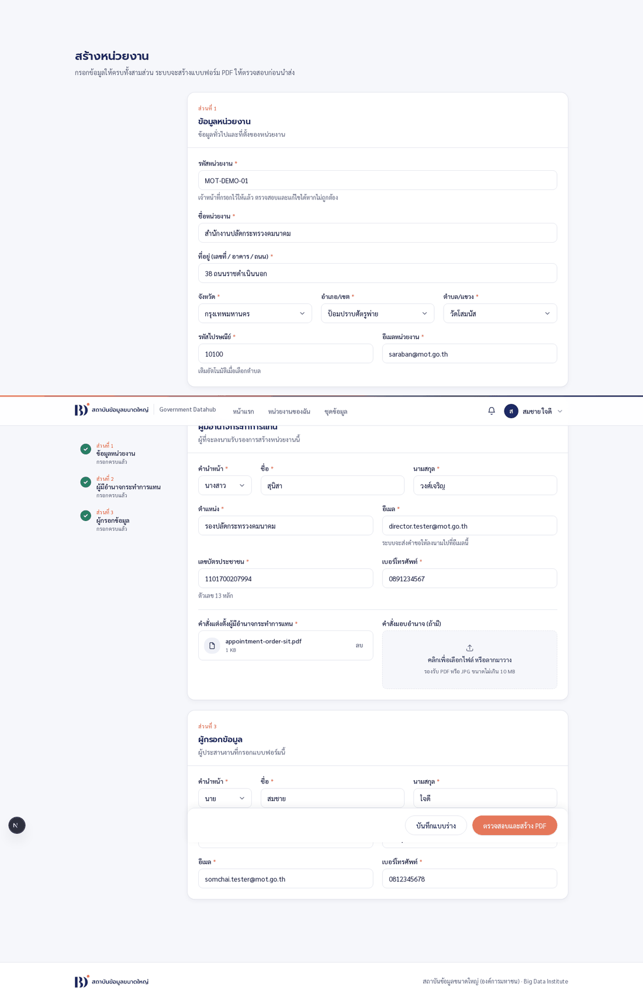 สร้างหน่วยงาน
กรอกข้อมูลให้ครบทั้งสามส่วน ระบบจะสร้างแบบฟอร์ม PDF ให้ตรวจสอบก่อนนำส่ง
ส่วนที่ 1
ข้อมูลหน่วยงาน
ข้อมูลทั่วไปและที่ตั้งของหน่วยงาน
รหัสหน่วยงาน *
MOT-DEMO-01
เจ้าหน้าที่กรอกไว้ให้แล้ว ตรวจสอบและแก้ไขได้หากไม่ถูกต้อง
ชื่อหน่วยงาน *
สำนักงานปลัดกระทรวงคมนาคม
ที่อยู่ (เลขที่ / อาคาร / ถนน) *
38 ถนนราชดำเนินนอก
จังหวัด * อำเภอ/เขต * ตำบล/แขวง *
กรุงเทพมหานคร ป้อมปราบศัตรูพ่าย วัดโสมนัส
รหัสไปรษณีย์ * อีเมลหน่วยงาน *
10100 saraban@mot.go.th
เติมอัตโนมัติเมื่อเลือกตำบล
BD สถาบันข้อมูลขนาดใหญ่ Government Datahub หน้าแรก หน่วยงานของฉัน ชุดข้อมูล ส สมชาย ใจดี
ผู้มีอำนาจกระทำการแทน
ผู้ที่จะลงนามรับรองการสร้างหน่วยงานนี้
ส่วนที่ 1
ข้อมูลหน่วยงาน
กรอกครบแล้ว
ส่วนที่ 2
ผู้มีอำนาจกระทำการแทน
กรอกครบแล้ว
ส่วนที่ 3
ผู้กรอกข้อมูล
กรอกครบแล้ว
คำนำหน้า * ชื่อ * นามสกุล *
นางสาว สุนิสา วงศ์เจริญ
ตำแหน่ง * อีเมล *
รองปลัดกระทรวงคมนาคม director.tester@mot.go.th
ระบบจะส่งคำขอให้ลงนามไปที่อีเมลนี้
เลขบัตรประชาชน * เบอร์โทรศัพท์ *
1101700207994 0891234567
ตัวเลข 13 หลัก
คำสั่งแต่งตั้งผู้มีอำนาจกระทำการแทน * คำสั่งมอบอำนาจ (ถ้ามี)
appointment-order-sit.pdf
1 KB
ลบ
คลิกเพื่อเลือกไฟล์ หรือลากมาวาง
รองรับ PDF หรือ JPG ขนาดไม่เกิน 10 MB
ส่วนที่ 3
ผู้กรอกข้อมูล
ผู้ประสานงานที่กรอกแบบฟอร์มนี้
คำนำหน้า * ชื่อ * นามสกุล *
นาย สมชาย ใจดี
N
บันทึกแบบร่าง ตรวจสอบและสร้าง PDF
อีเมล * เบอร์โทรศัพท์ *
somchai.tester@mot.go.th 0812345678
BD สถาบันข้อมูลขนาดใหญ่
สถาบันข้อมูลขนาดใหญ่ (องค์การมหาชน) · Big Data Institute